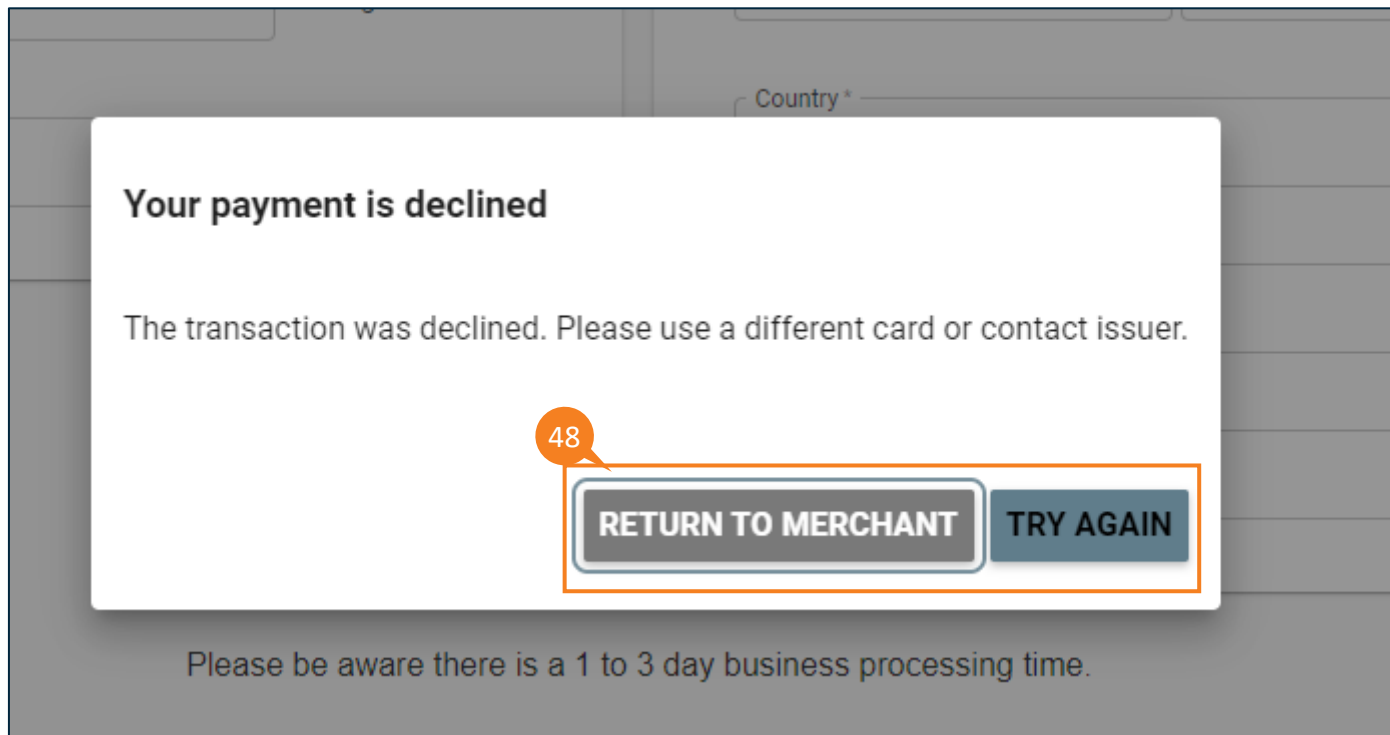 Country *
Your payment is declined
The transaction was declined. Please use a different card or contact issuer.
48
RETURN TO MERCHANT TRY AGAIN
Please be aware there is a 1 to 3 day business processing time.